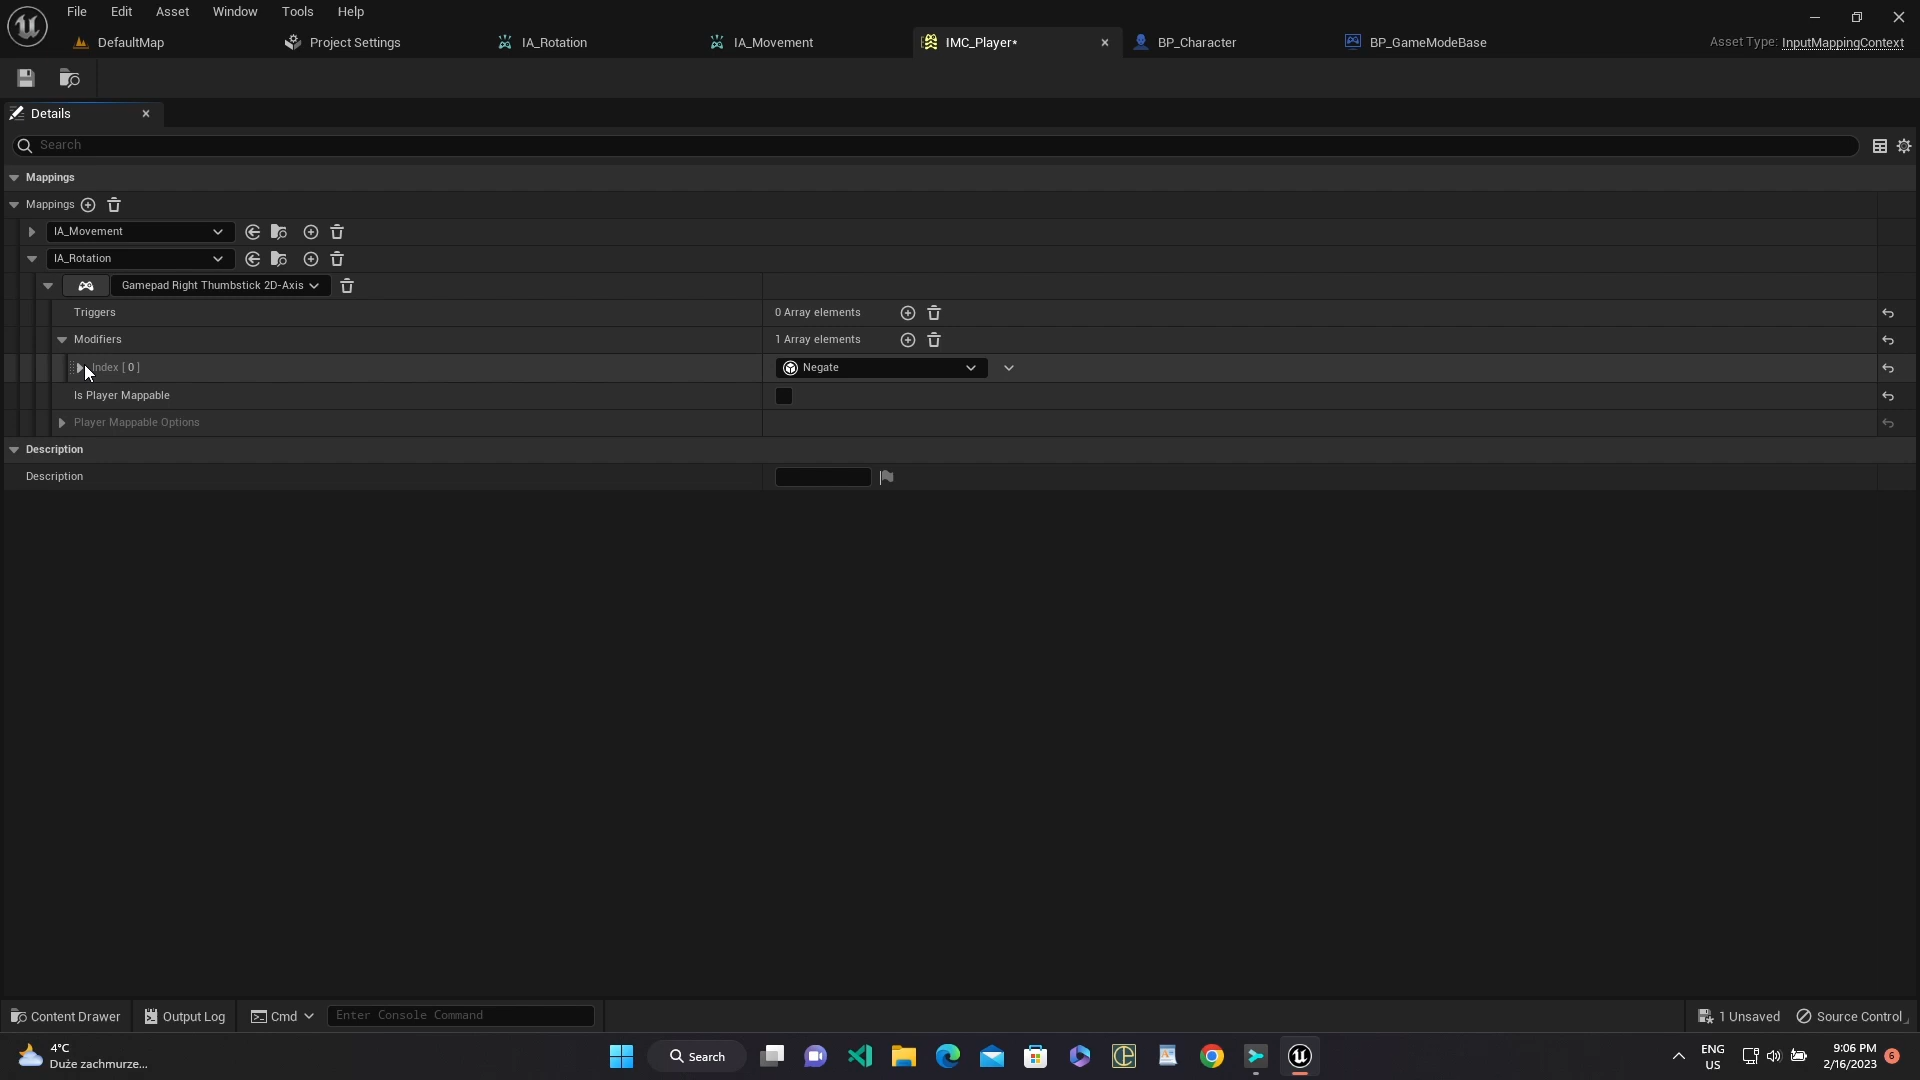 File Edit Asset Window Tools Help
DefaultMap Project Settings IA_Rotation IA_Movement IMC_Player* BP_Character BP_GameModeBase Asset Type: InputMappingContext
Details
Search
Mappings
Mappings
IA_Movement
IA_Rotation
Gamepad Right Thumbstick 2D-Axis
Triggers 0 Array elements
Modifiers 1 Array elements
Index [ 0 ] Negate
Is Player Mappable
Player Mappable Options
Description
Description
Content Drawer Output Log Cmd Enter Console Command 1 Unsaved Source Control
4°C
Duże zachmurze...
Search
ENG
US
9:06 PM
2/16/2023
6